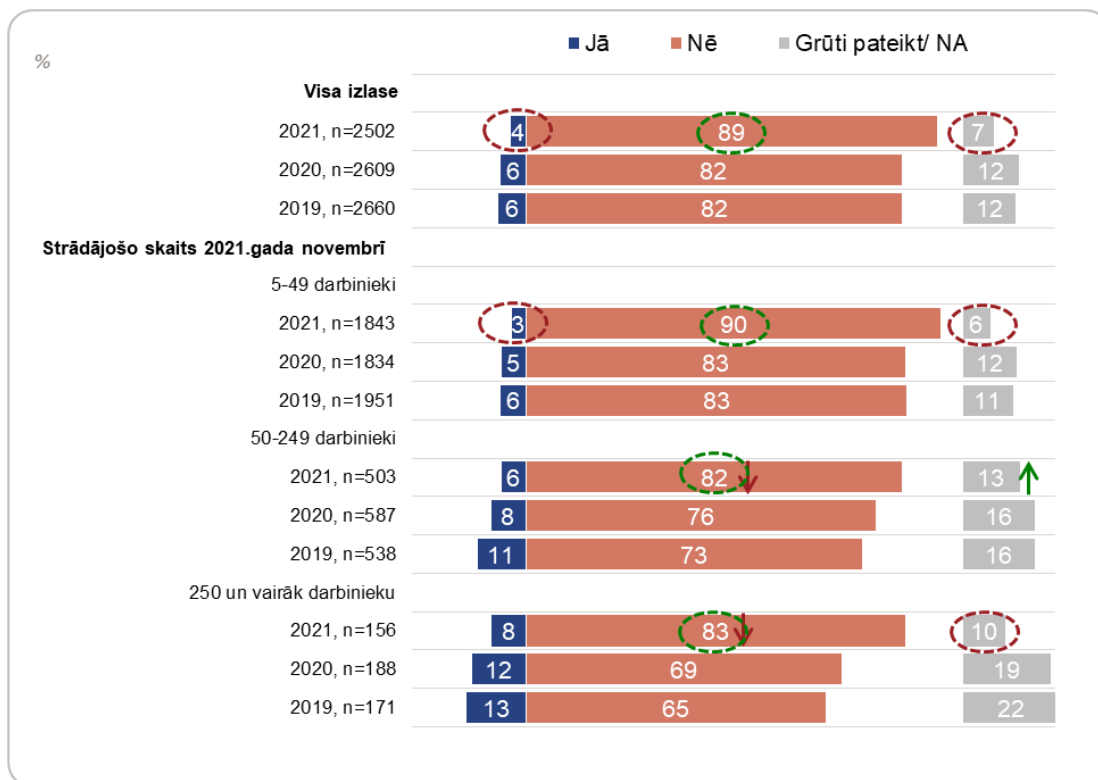 Jā Nē Grūti pateikt/ NA
%
Visa izlase
2021, n=2502 4 89 7
2020, n=2609 6 82 12
2019, n=2660 6 82 12
Strādājošo skaits 2021.gada novembrī
5-49 darbinieki
2021, n=1843 3 90 6
2020, n=1834 5 83 12
2019, n=1951 6 83 11
50-249 darbinieki
2021, n=503 6 82 13
2020, n=587 8 76 16
2019, n=538 11 73 16
250 un vairāk darbinieku
2021, n=156 8 83 10
2020, n=188 12 69 19
2019, n=171 13 65 22